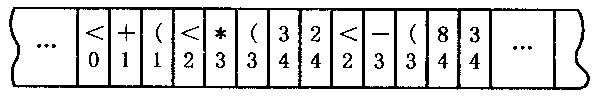 … < + ( < * ( 3 2 < − ( 8 3 …
0 1 1 2 3 3 4 4 2 3 3 4 4